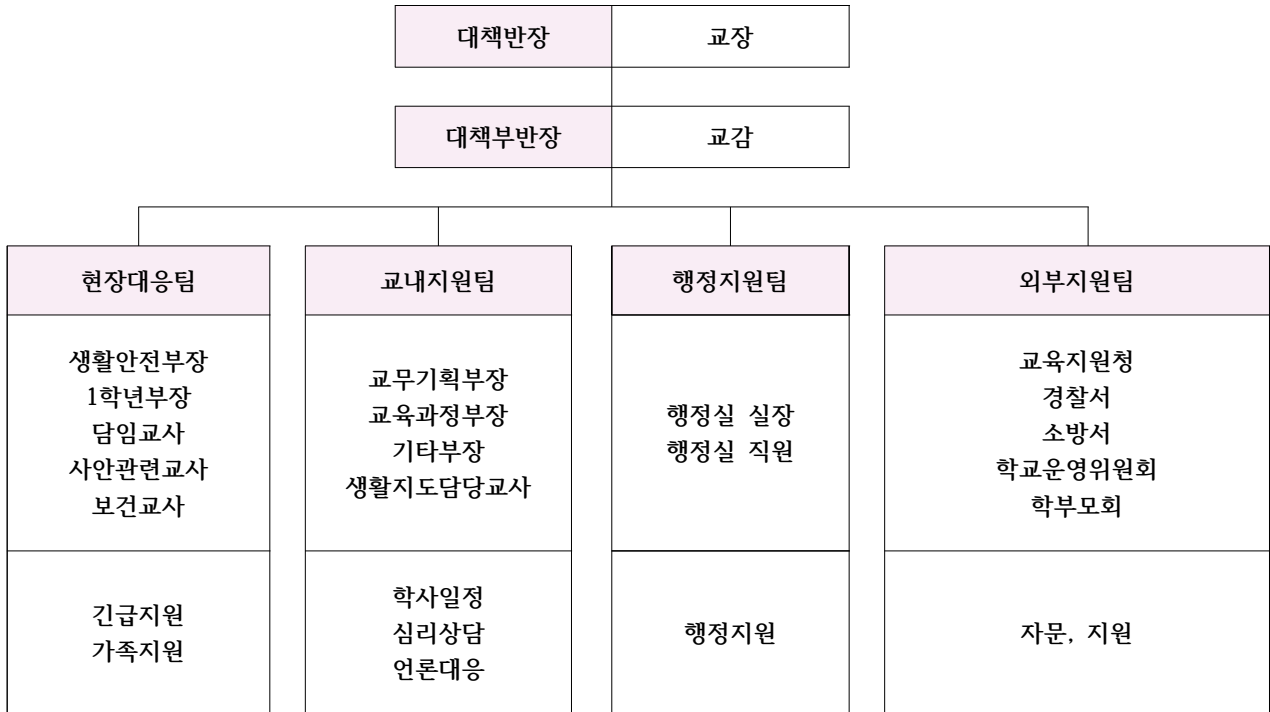 대책반장 교장
대책부반장 교감
현장대응팀
생활안전부장
1학년부장
담임교사
사안관련교사
보건교사
긴급지원
가족지원
교내지원팀
교무기획부장
교육과정부장
기타부장
생활지도담당교사
학사일정
심리상담
언론대응
행정지원팀
행정실 실장
행정실 직원
행정지원
외부지원팀
교육지원청
경찰서
소방서
학교운영위원회
학부모회
자문, 지원